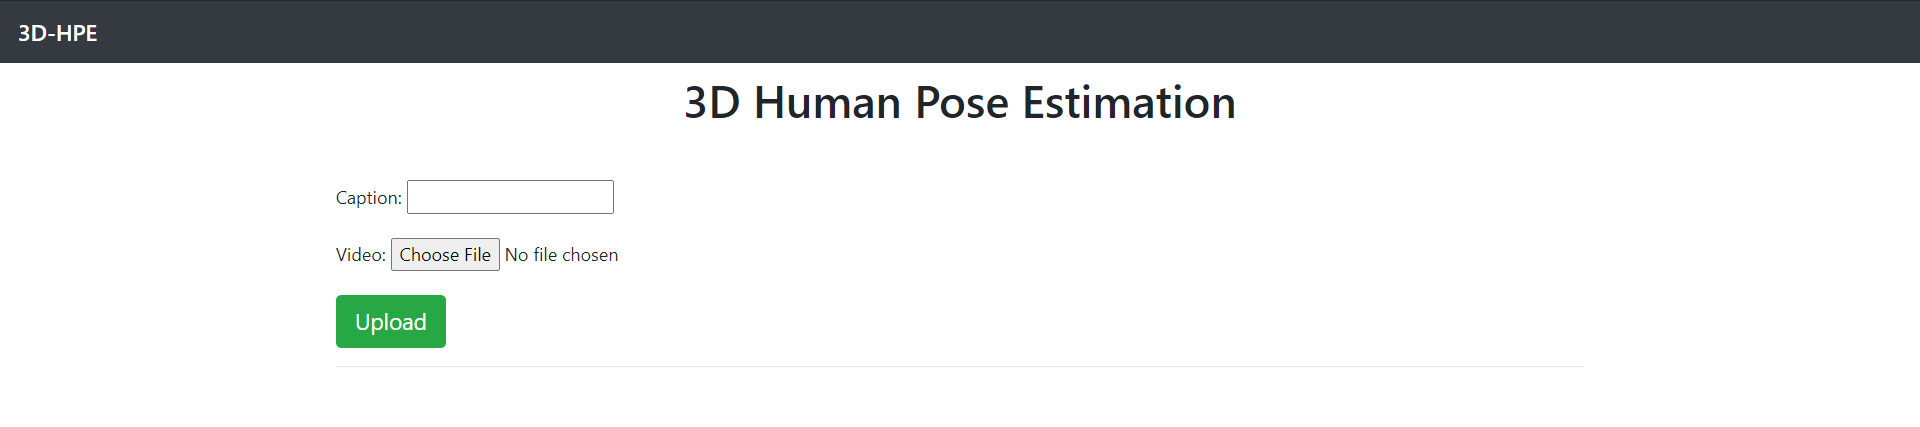 3D-HPE
3D Human Pose Estimation
Caption:
Video: Choose File No file chosen
Upload